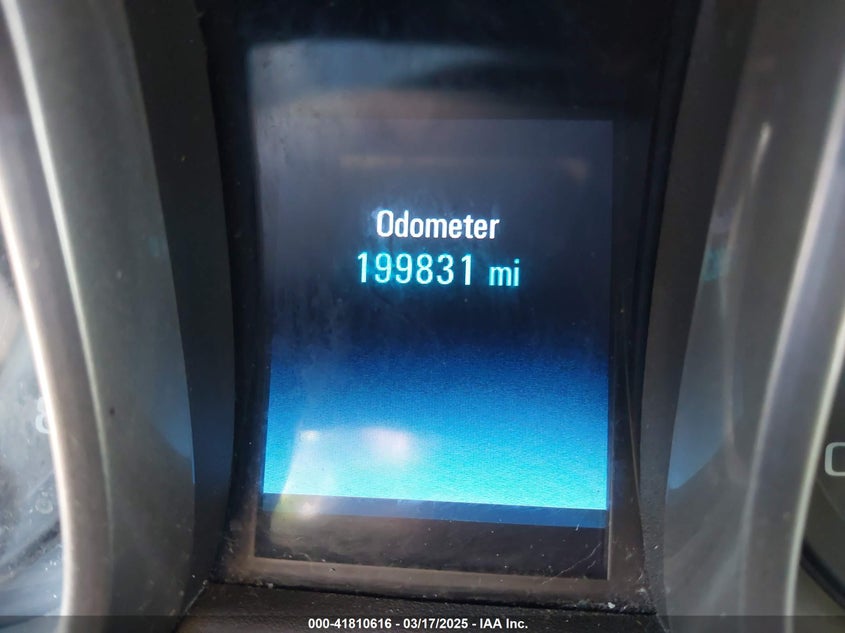 Odometer
199831 mi
000-41810616 - 03/17/2025 - IAA Inc.